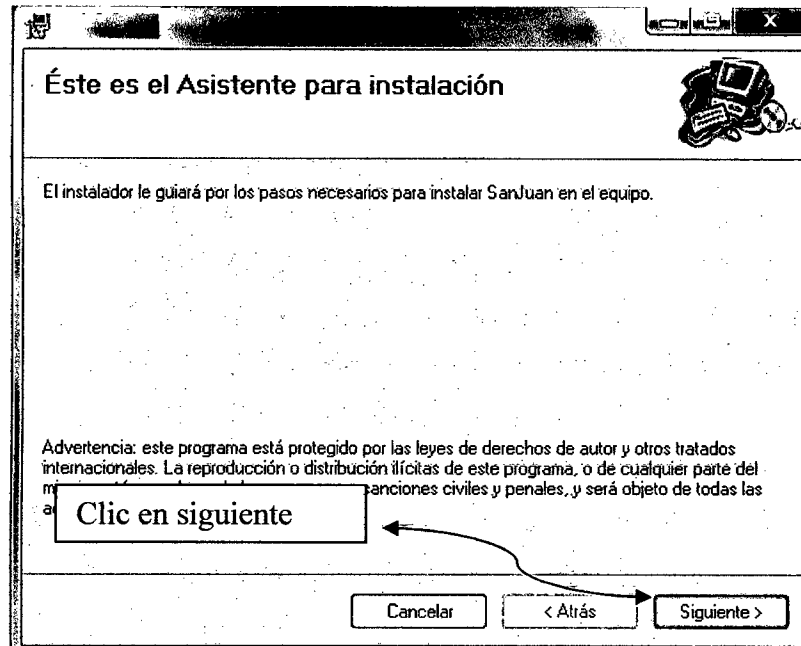 Éste es el Asistente para instalación
El instalador le guiará por los pasos necesarios para instalar SanJuan en el equipo.
Advertencia: este programa está protegido por las leyes de derechos de autor y otros tratados
internacionales. La reproducción o distribución ilícitas de este programa, o de cualquier parte del
sanciones civiles y penales, y será objeto de todas las
Clic en siguiente
Cancelar
< Atrás
Siguiente >